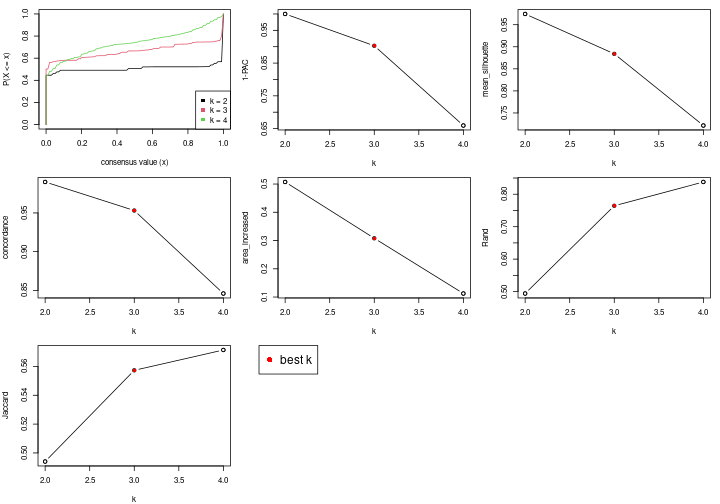 P(X <= x)
0.0 0.2 0.4 0.6 0.8 1.0
k = 2
k = 3
k = 4
0.0 0.2 0.4 0.6 0.8 1.0
consensus value (x)
1-PAC
0.65 0.75 0.85 0.95
2.0 2.5 3.0 3.5 4.0
k
mean_silhouette
0.75 0.80 0.85 0.90 0.95
2.0 2.5 3.0 3.5 4.0
k
concordance
0.85 0.90 0.95
2.0 2.5 3.0 3.5 4.0
k
area_increased
0.1 0.2 0.3 0.4 0.5
2.0 2.5 3.0 3.5 4.0
k
Rand
0.50 0.60 0.70 0.80
2.0 2.5 3.0 3.5 4.0
k
Jaccard
0.50 0.52 0.54 0.56
2.0 2.5 3.0 3.5 4.0
k
best k